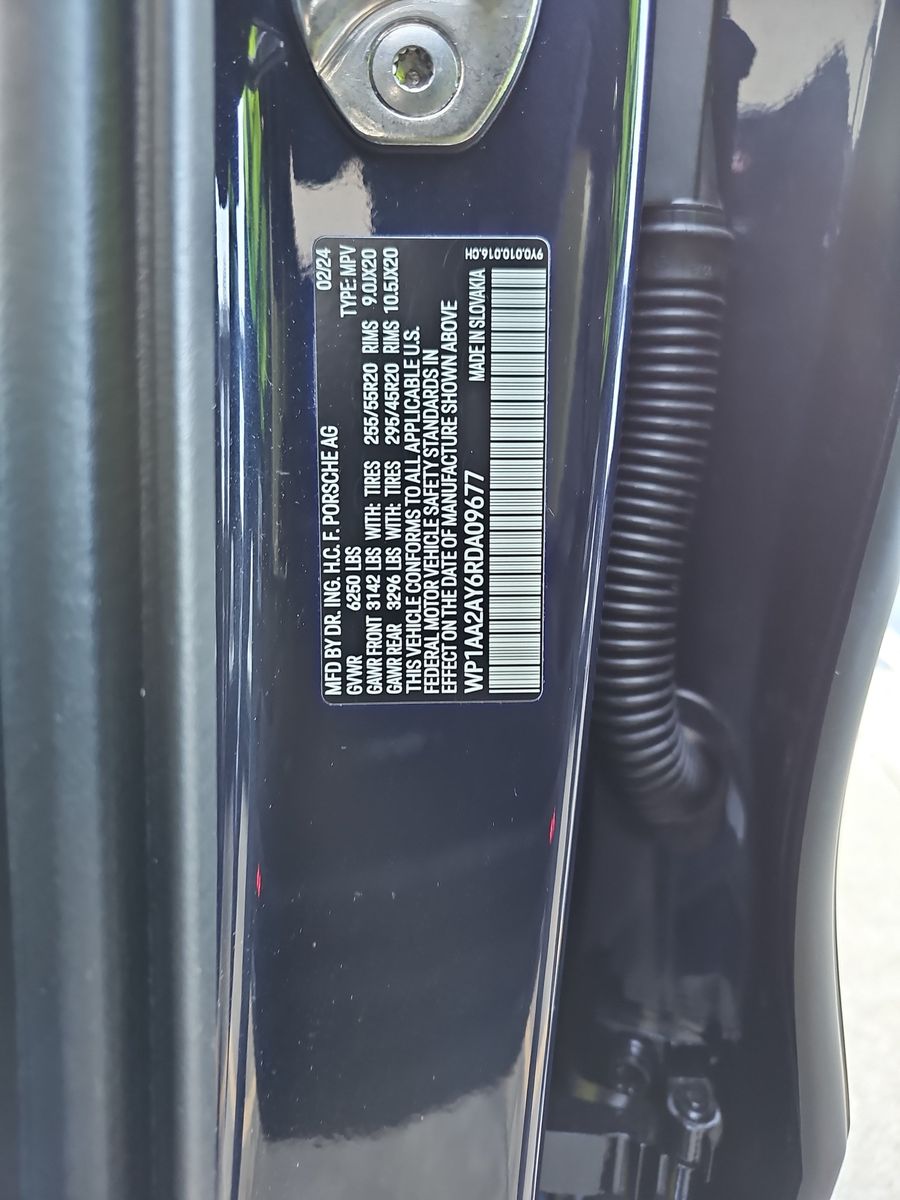 MFD BY DR. ING. H.C. F. PORSCHE AG 02/24
GVWR 6250 LBS TYPE: MPV
GAWR FRONT 3142 LBS WITH: TIRES 255/55R20 RIMS 9.0JX20
GAWR REAR 3296 LBS WITH: TIRES 295/45R20 RIMS 10.5JX20
THIS VEHICLE CONFORMS TO ALL APPLICABLE U.S.
FEDERAL MOTOR VEHICLE SAFETY STANDARDS IN
EFFECT ON THE DATE OF MANUFACTURE SHOWN ABOVE
WP1AA2AY6RDA09677 MADE IN SLOVAKIA
9Y0.010.016.QH